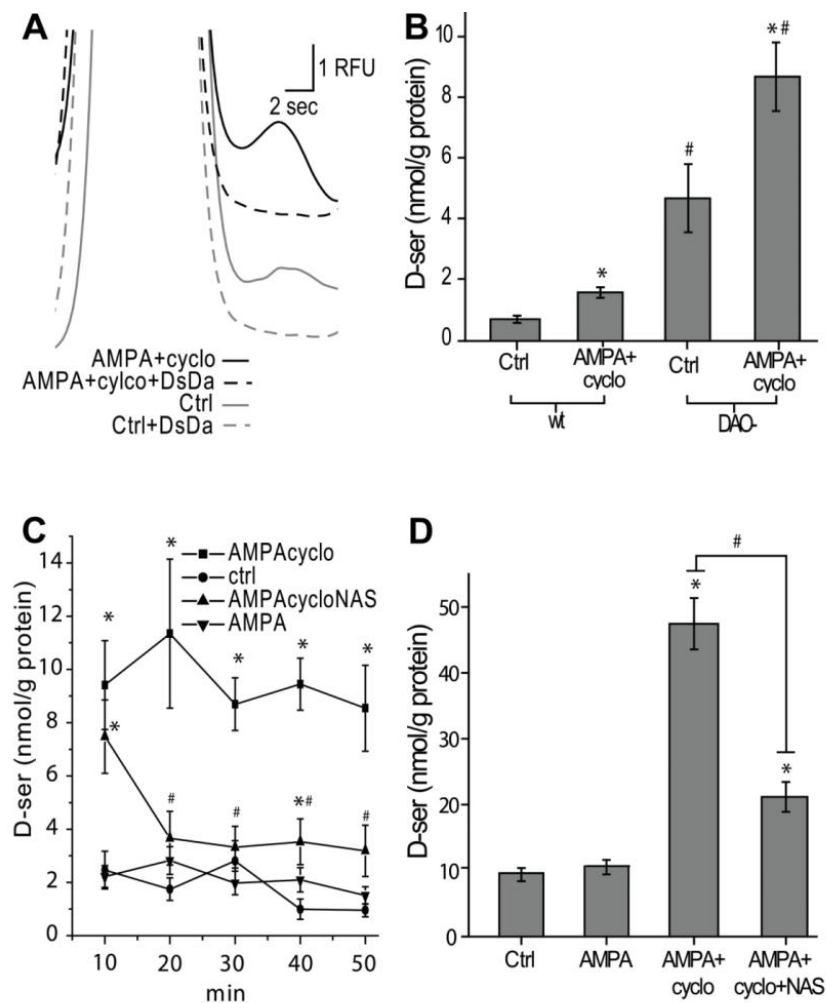 A
1 RFU
2 sec
AMPA+cyclo
AMPA+cylco+DsDa
Ctrl
Ctrl+DsDa
B
D-ser (nmol/g protein)
10
8
6
4
2
0
*
#
*#
Ctrl
AMPA+
cyclo
Ctrl
AMPA+
cyclo
wt
DAO-
C
D-ser (nmol/g protein)
14
12
10
8
6
4
2
0
AMPAcyclo
ctrl
AMPAcycloNAS
AMPA
*
*
*
*
*
*
#
#
*#
#
10
20
30
40
50
min
D
D-ser (nmol/g protein)
50
40
30
20
10
0
#
*
*
Ctrl
AMPA
AMPA+
cyclo
AMPA+
cyclo+NAS